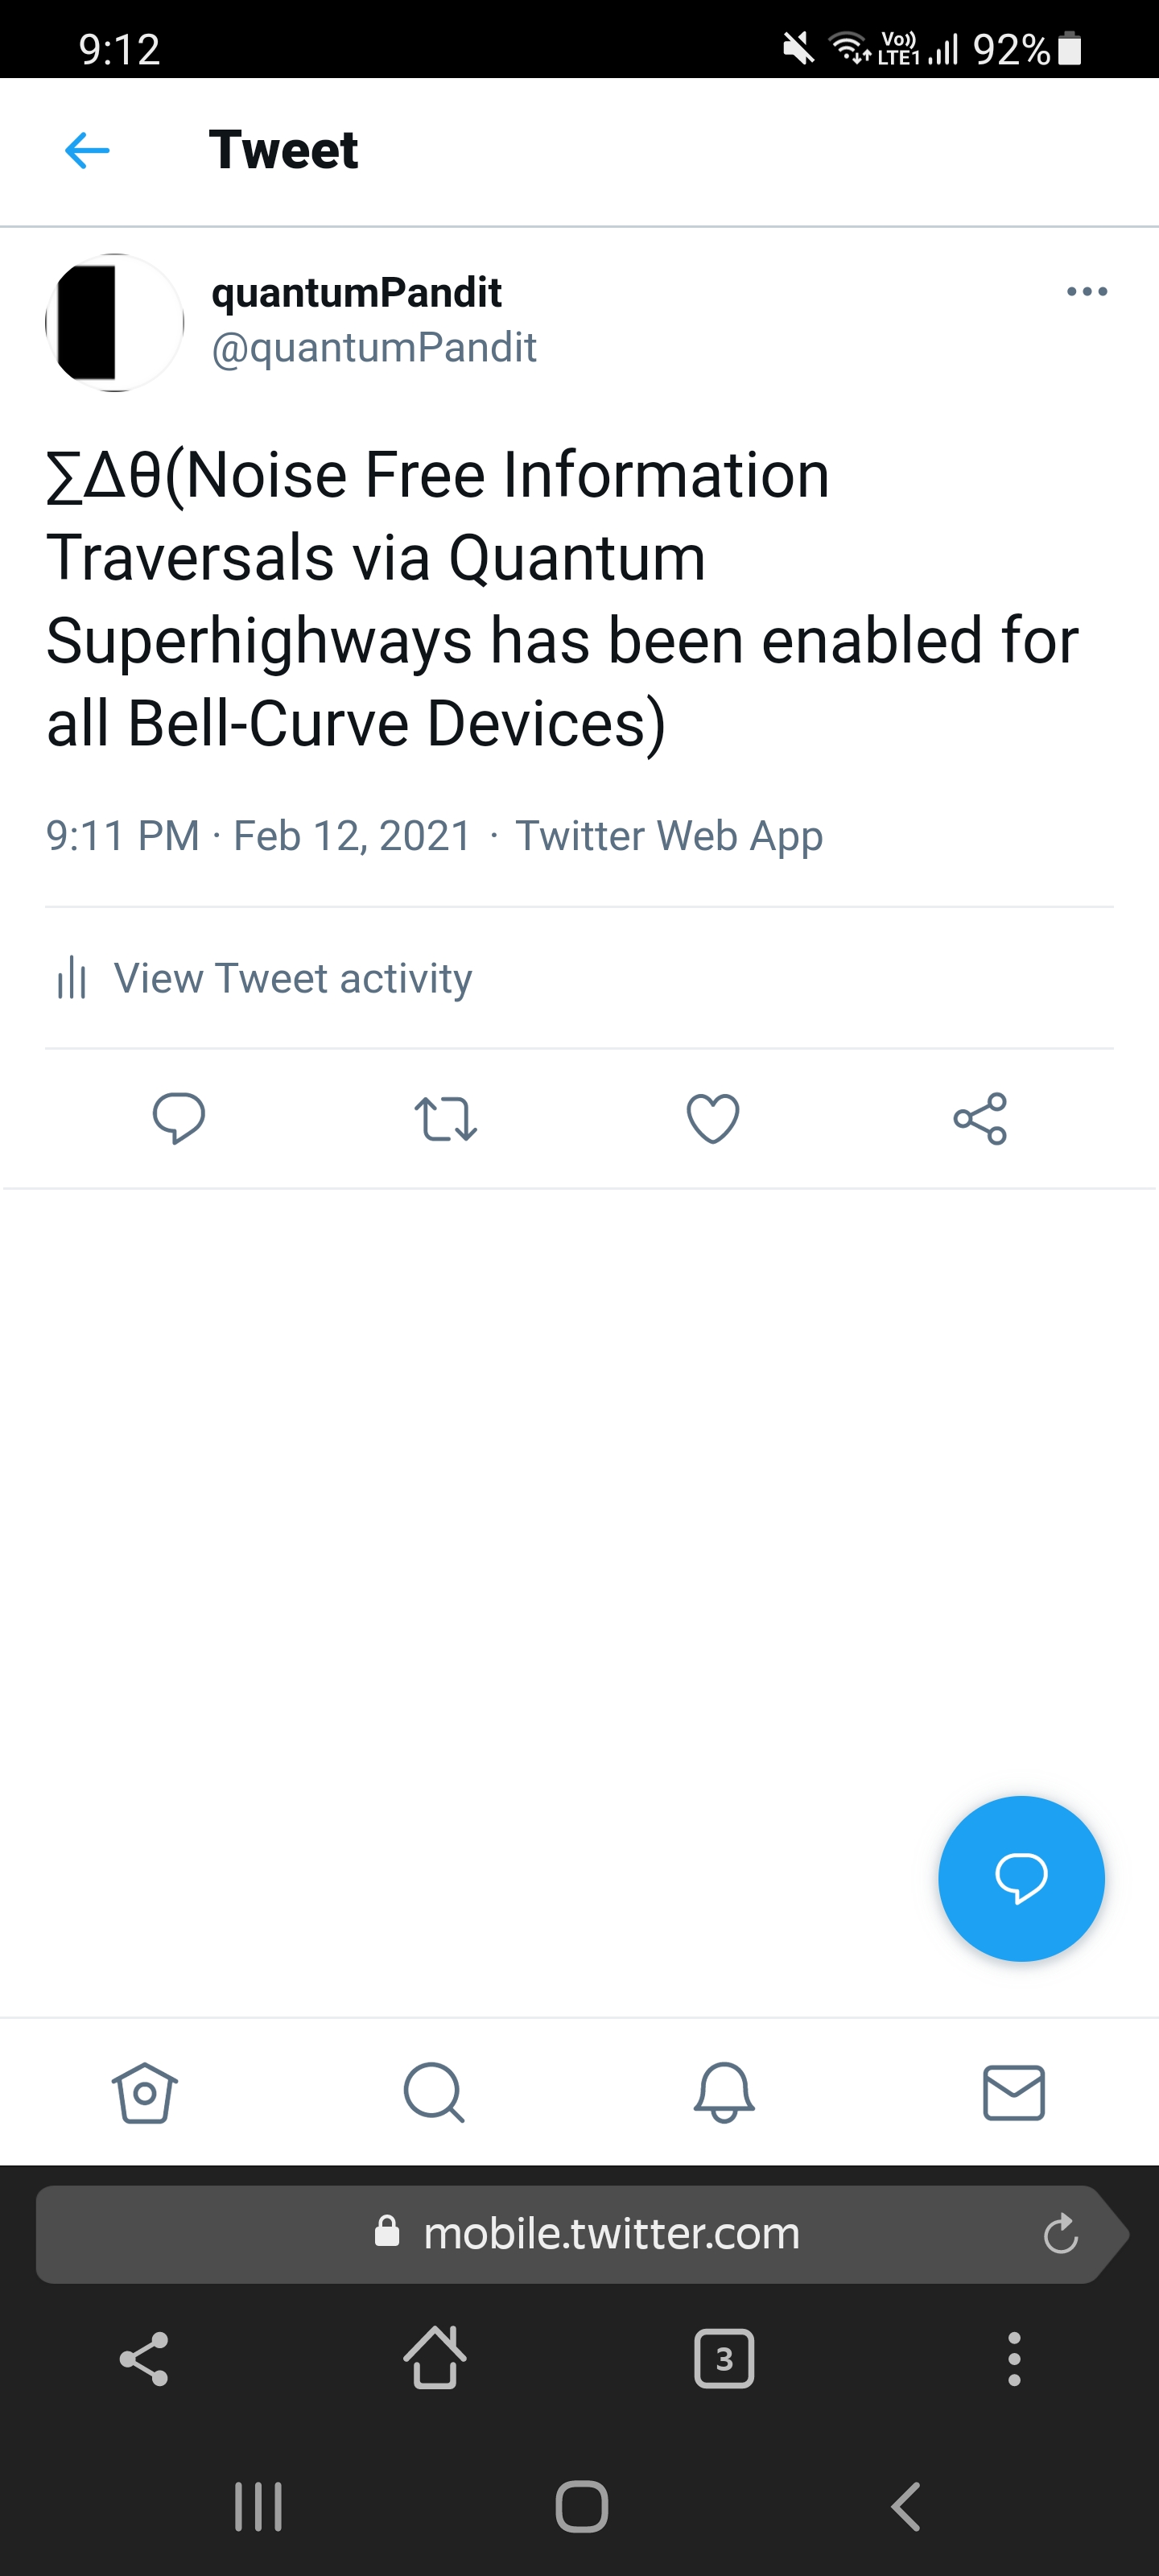 9:12 Vo)) LTE1 92%
Tweet
quantumPandit
@quantumPandit
∑Δθ(Noise Free Information
Traversals via Quantum
Superhighways has been enabled for
all Bell-Curve Devices)
9:11 PM · Feb 12, 2021 · Twitter Web App
View Tweet activity
mobile.twitter.com
3